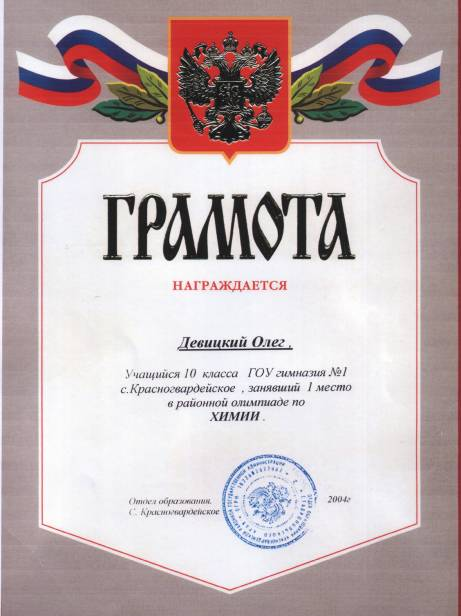 ГРАМОТА
НАГРАЖДАЕТСЯ
Девицкий Олег .
Учащийся 10 класса ГОУ гимназия №1
с.Красногвардейское , занявший 1 место
в районной олимпиаде по
ХИМИИ .
Отдел образования. 2004г
С. Красногвардейское